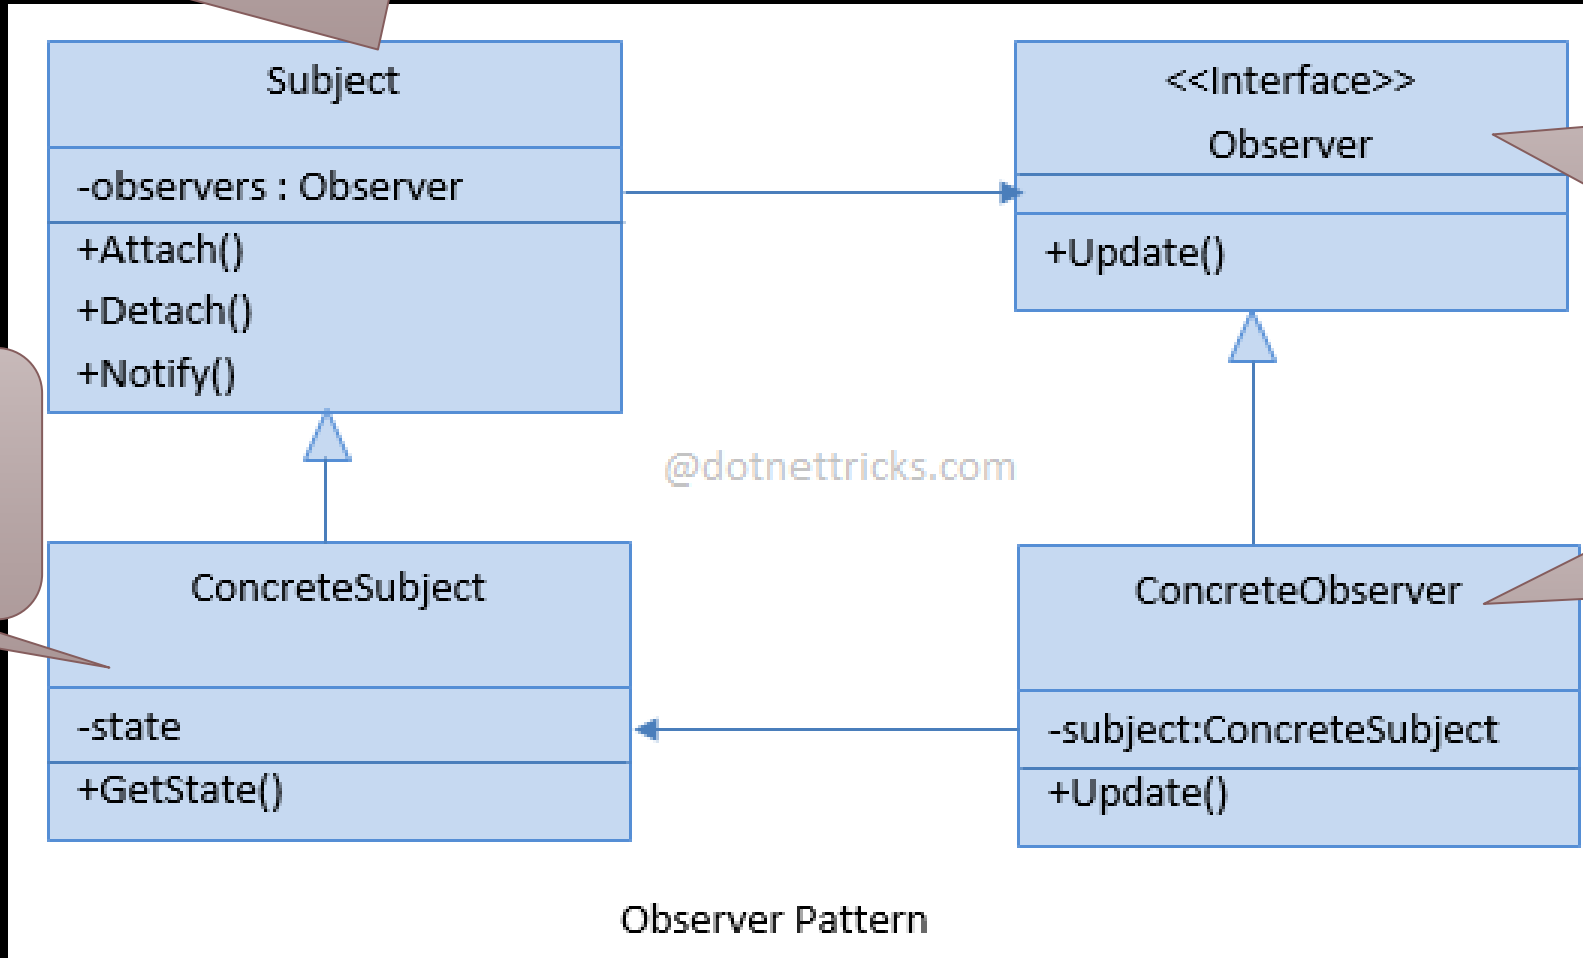 Subject
-observers : Observer
+Attach()
+Detach()
+Notify()
<<Interface>>
Observer
+Update()
@dotnettricks.com
ConcreteSubject
-state
+GetState()
ConcreteObserver
-subject:ConcreteSubject
+Update()
Observer Pattern